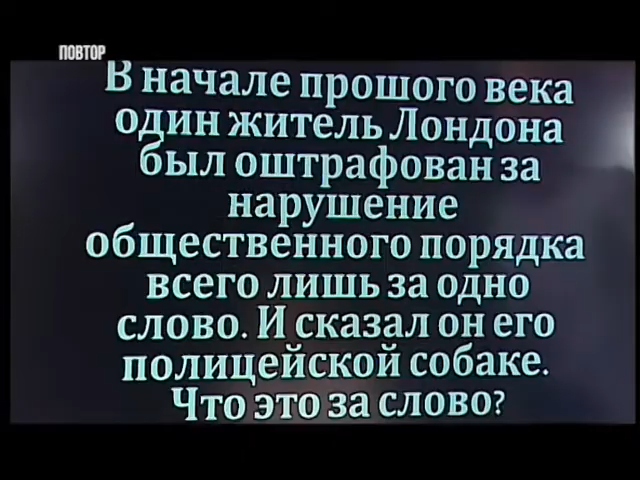 ПОВТОР
В начале прошого века
один житель Лондона
был оштрафован за
нарушение
общественного порядка
всего лишь за одно
слово. И сказал он его
полицейской собаке.
Что это за слово?